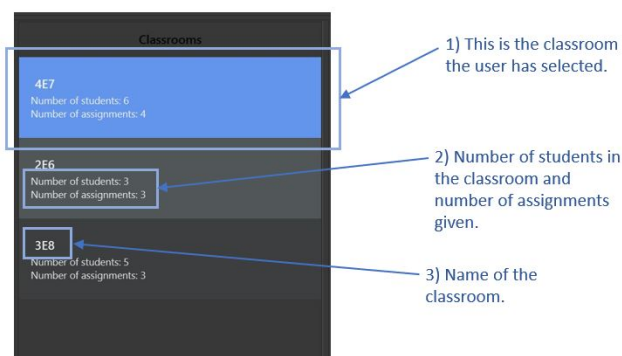 Classrooms
4E7
Number of students: 6
Number of assignments: 4
2E6
Number of students: 3
Number of assignments: 3
3E8
Number of students: 5
Number of assignments: 3
1) This is the classroom
the user has selected.
2) Number of students in
the classroom and
number of assignments
given.
3) Name of the
classroom.